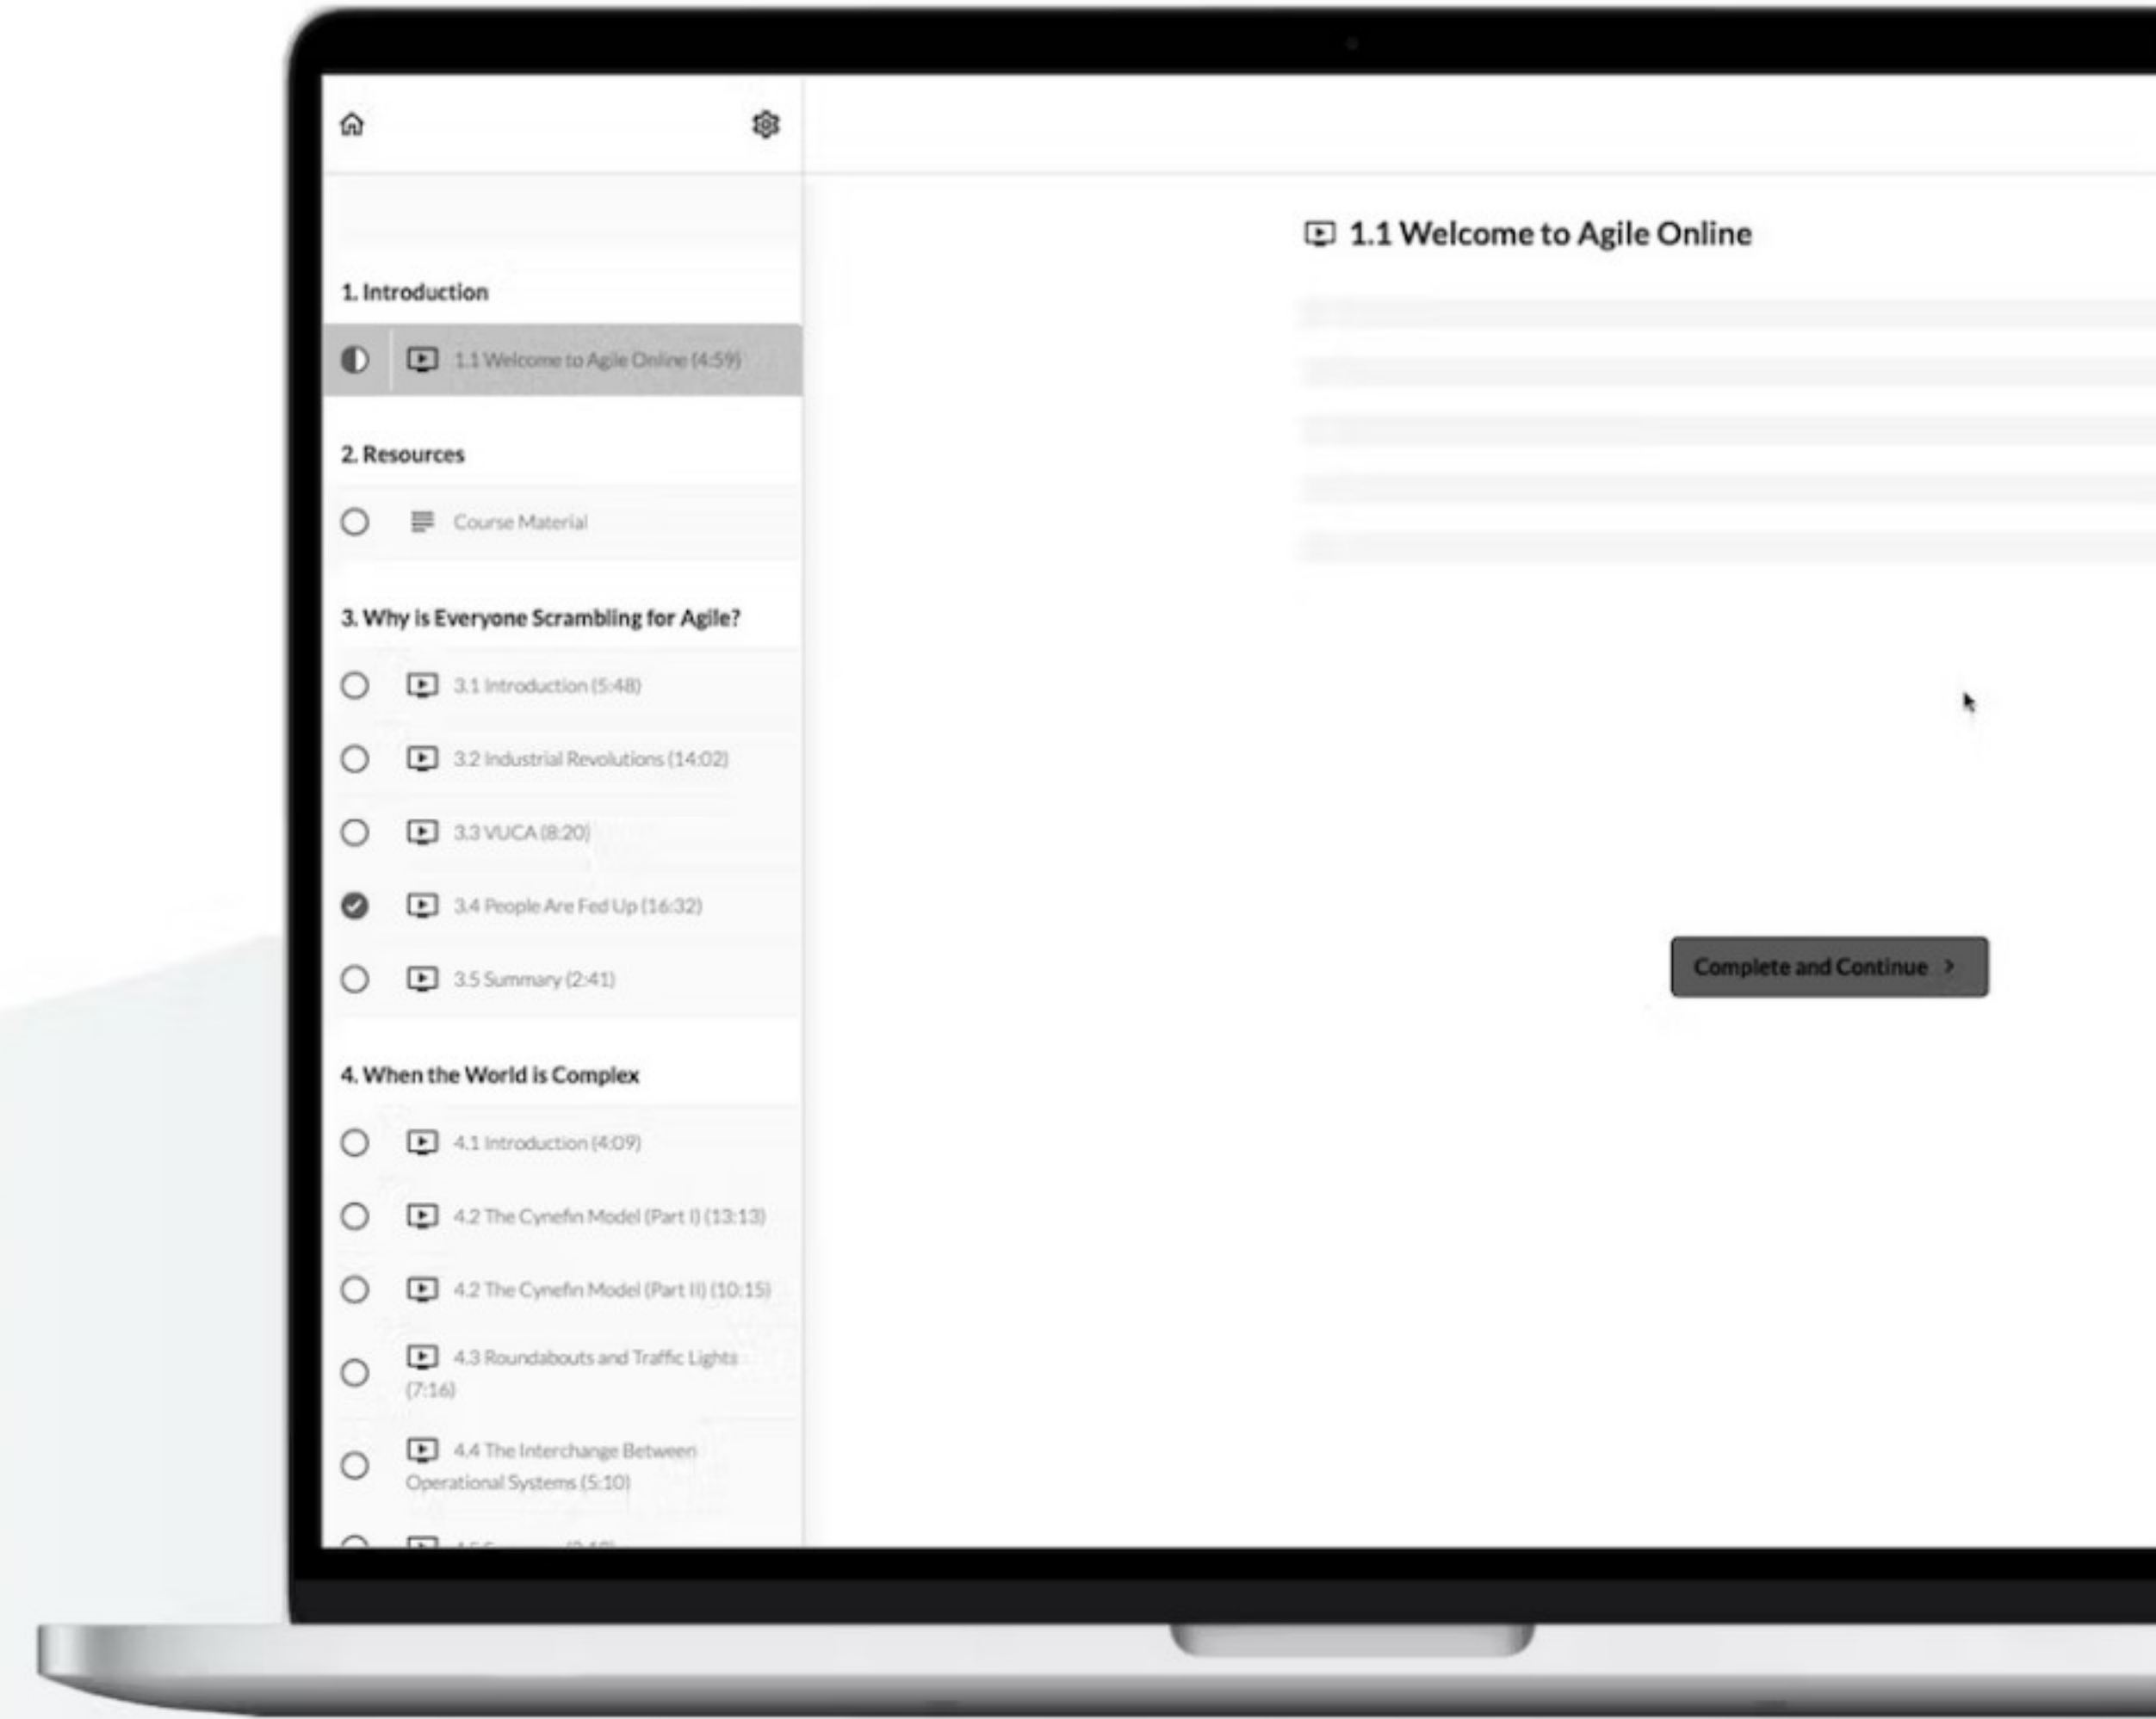 1. Introduction
1.1 Welcome to Agile Online (4:59)
2. Resources
Course Material
3. Why is Everyone Scrambling for Agile?
3.1 Introduction (5:48)
3.2 Industrial Revolutions (14:02)
3.3 VUCA (8:20)
3.4 People Are Fed Up (16:32)
3.5 Summary (2:41)
4. When the World is Complex
4.1 Introduction (4:09)
4.2 The Cynefin Model (Part I) (13:13)
4.2 The Cynefin Model (Part II) (10:15)
4.3 Roundabouts and Traffic Lights
(7:16)
4.4 The Interchange Between
Operational Systems (5:10)
1.1 Welcome to Agile Online
Complete and Continue